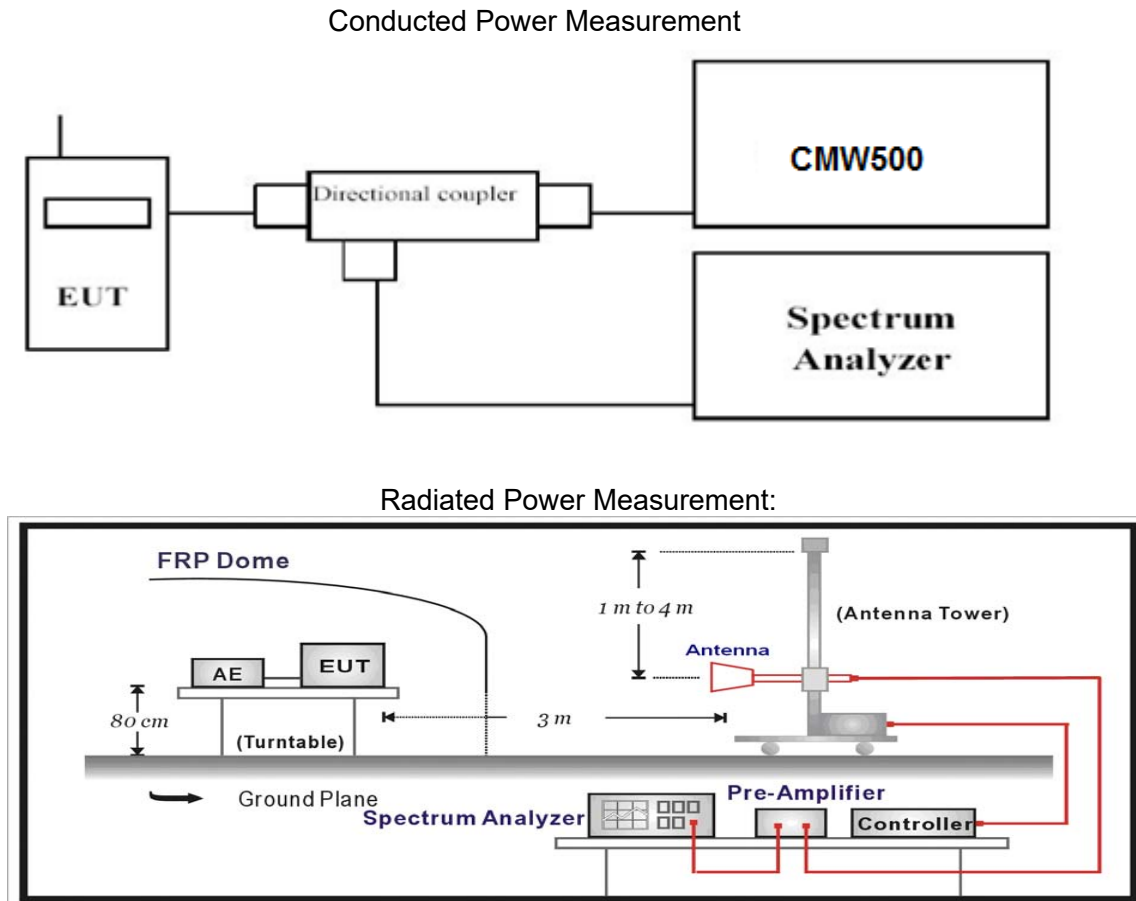 Conducted Power Measurement
CMW500
Directional coupler
EUT
Spectrum
Analyzer
Radiated Power Measurement:
FRP Dome
1 m to 4 m
(Antenna Tower)
Antenna
AE
EUT
80 cm
3 m
(Turntable)
Ground Plane
Pre-Amplifier
Spectrum Analyzer
Controller